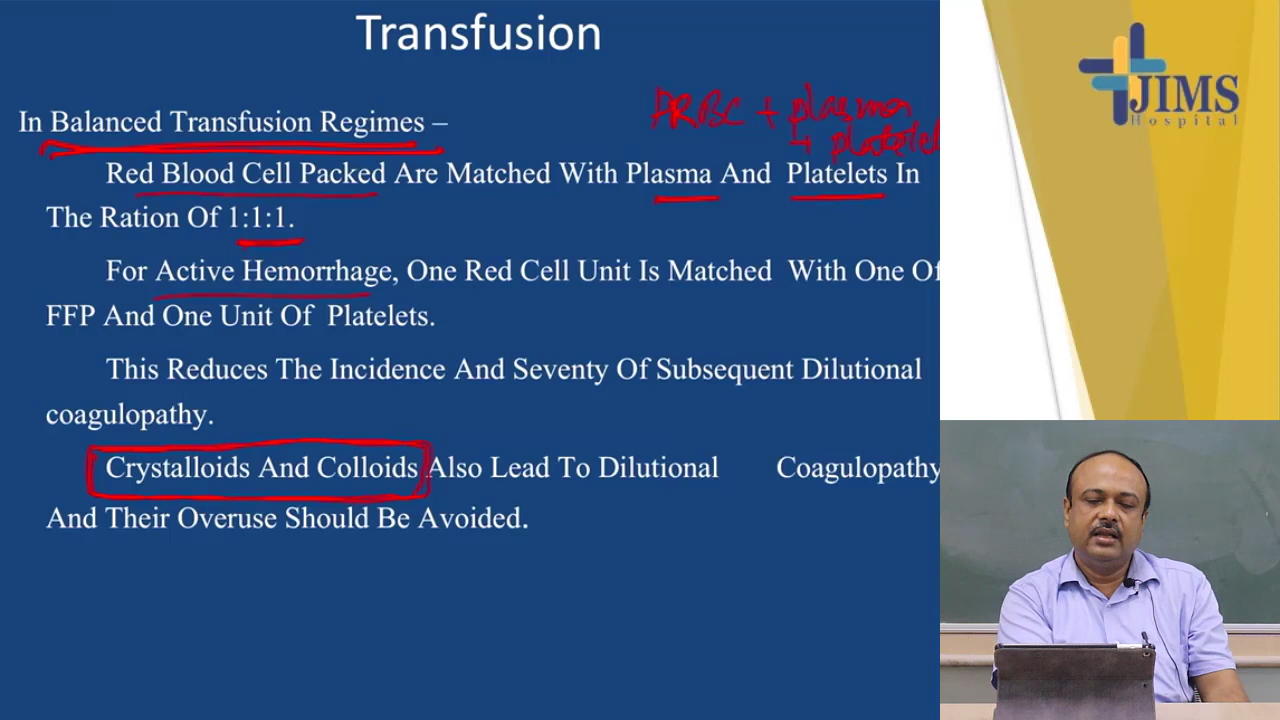 Transfusion
In Balanced Transfusion Regimes –
PRBC + plasma
+ platelet
Red Blood Cell Packed Are Matched With Plasma And Platelets In
The Ration Of 1:1:1.
For Active Hemorrhage, One Red Cell Unit Is Matched With One Of
FFP And One Unit Of Platelets.
This Reduces The Incidence And Seventy Of Subsequent Dilutional
coagulopathy.
Crystalloids And Colloids Also Lead To Dilutional Coagulopathy
And Their Overuse Should Be Avoided.
JIMS
Hospital